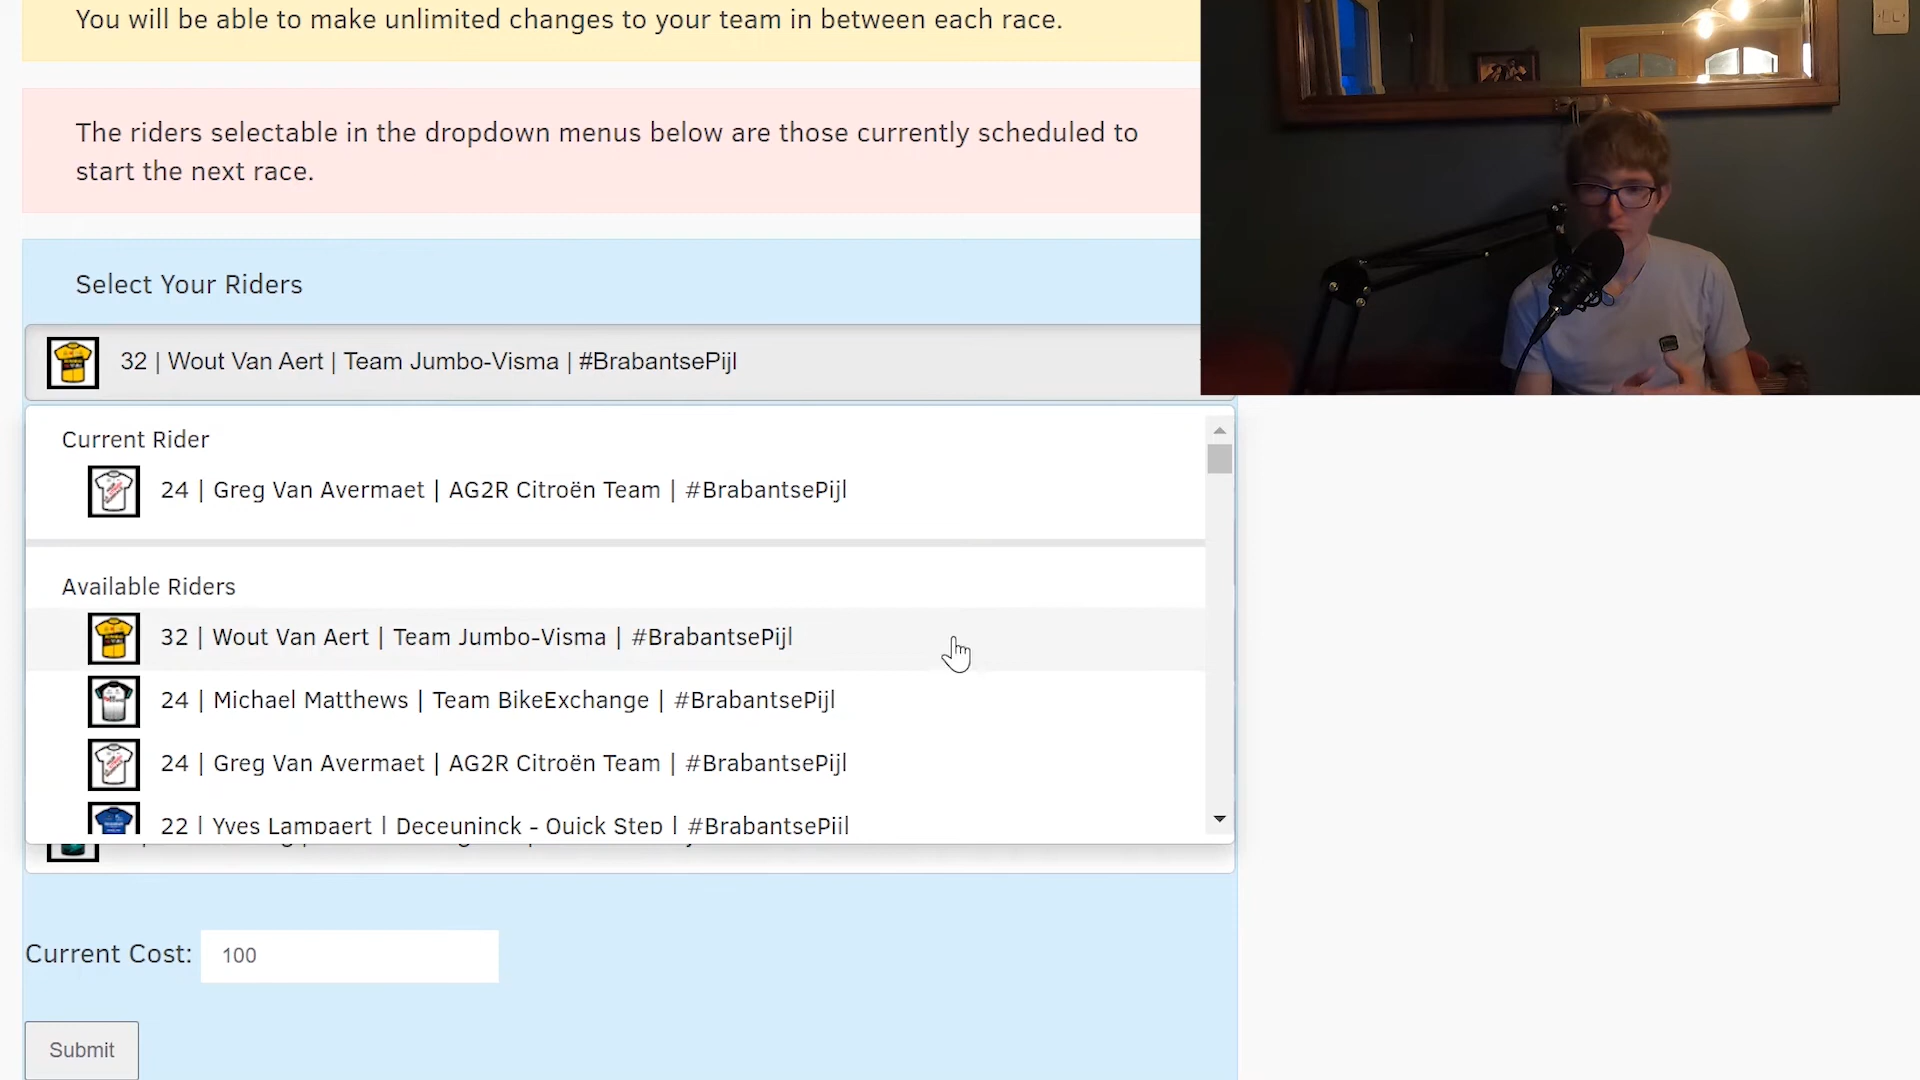 You will be able to make unlimited changes to your team in between each race.
The riders selectable in the dropdown menus below are those currently scheduled to
start the next race.
Select Your Riders
32 | Wout Van Aert | Team Jumbo-Visma | #BrabantsePijl
Current Rider
24 | Greg Van Avermaet | AG2R Citroën Team | #BrabantsePijl
Available Riders
32 | Wout Van Aert | Team Jumbo-Visma | #BrabantsePijl
24 | Michael Matthews | Team BikeExchange | #BrabantsePijl
24 | Greg Van Avermaet | AG2R Citroën Team | #BrabantsePijl
22 | Yves Lampaert | Deceuninck - Quick Step | #BrabantsePijl
Current Cost: 100
Submit